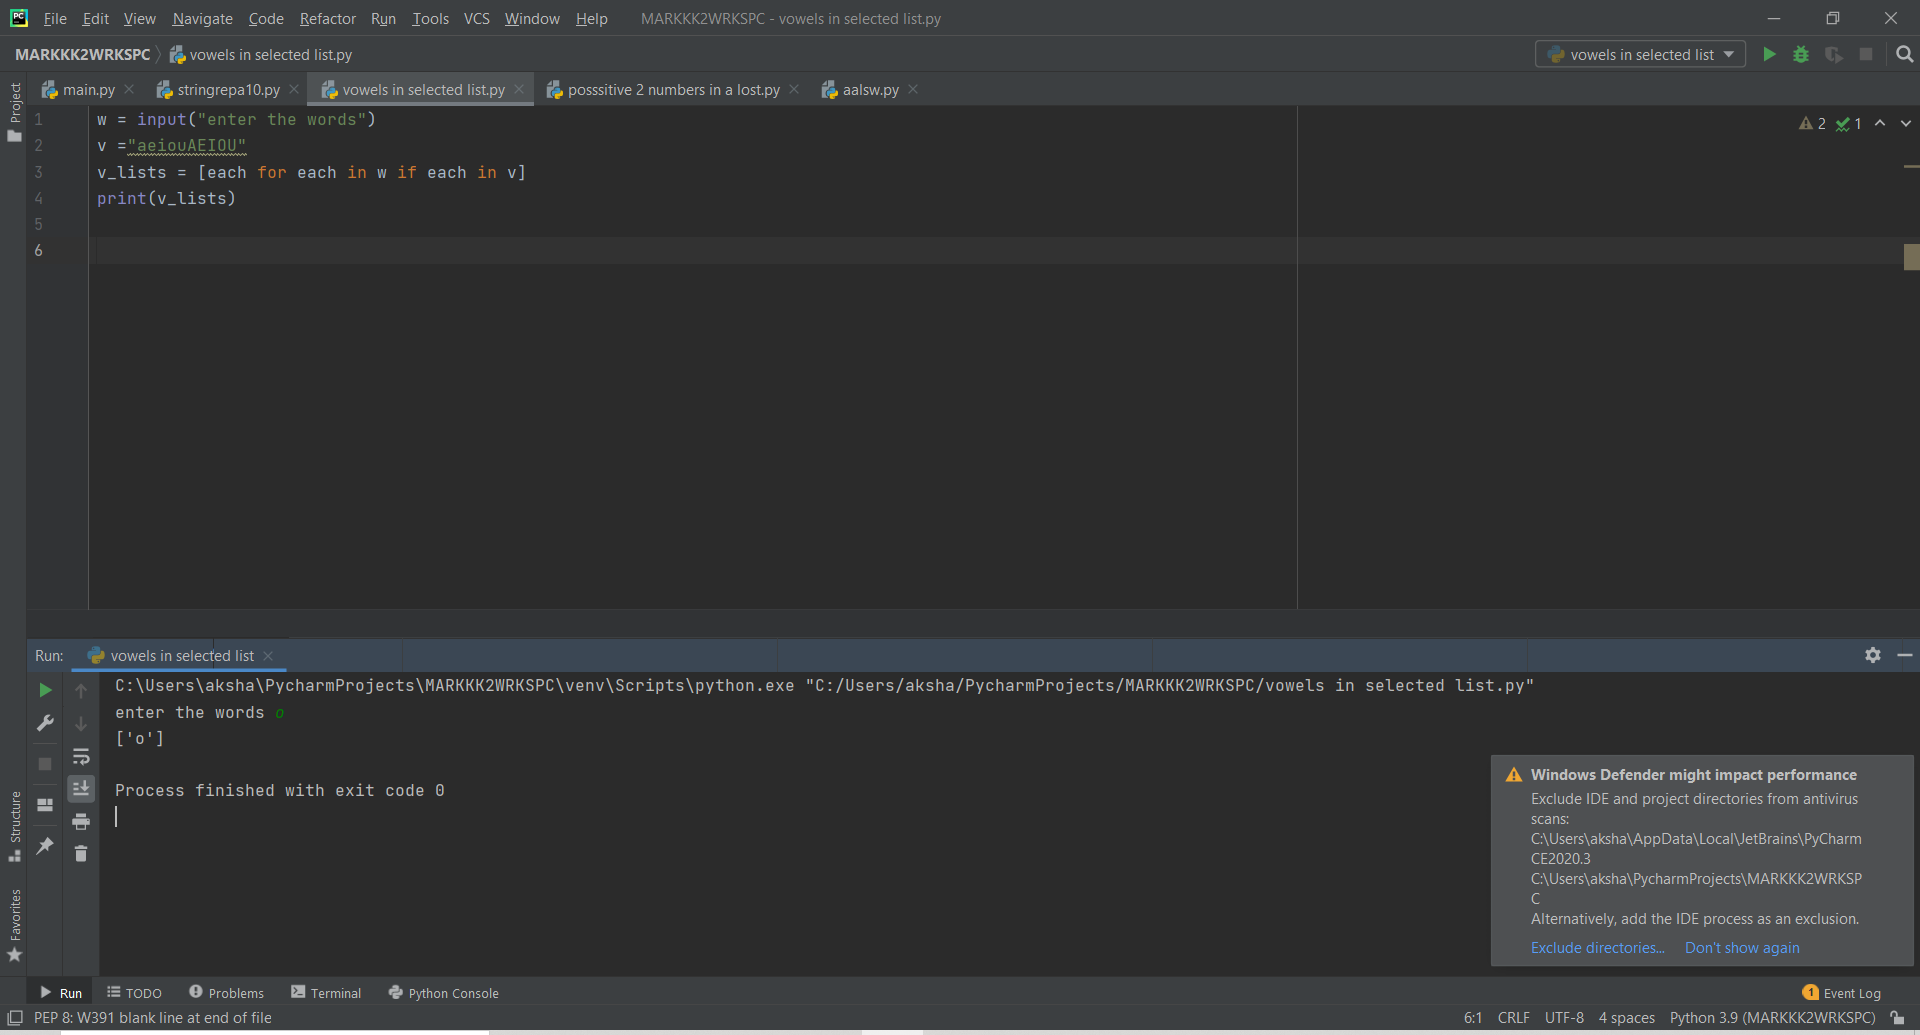 PC File Edit View Navigate Code Refactor Run Tools VCS Window Help MARKKK2WRKSPC - vowels in selected list.py
MARKKK2WRKSPC vowels in selected list.py vowels in selected list
Project
main.py stringrepa10.py vowels in selected list.py posssitive 2 numbers in a lost.py aalsw.py
1 w = input("enter the words")
2 1
2 v ="aeiouAEIOU"
3 v_lists = [each for each in w if each in v]
4 print(v_lists)
5
6
Run: vowels in selected list
C:\Users\aksha\PycharmProjects\MARKKK2WRKSPC\venv\Scripts\python.exe "C:/Users/aksha/PycharmProjects/MARKKK2WRKSPC/vowels in selected list.py"
enter the words o
['o']
Process finished with exit code 0
Structure
Favorites
Windows Defender might impact performance
Exclude IDE and project directories from antivirus
scans:
C:\Users\aksha\AppData\Local\JetBrains\PyCharm
CE2020.3
C:\Users\aksha\PycharmProjects\MARKKK2WRKSP
C
Alternatively, add the IDE process as an exclusion.
Exclude directories... Don't show again
Run TODO Problems Terminal Python Console 1 Event Log
PEP 8: W391 blank line at end of file 6:1 CRLF UTF-8 4 spaces Python 3.9 (MARKKK2WRKSPC)